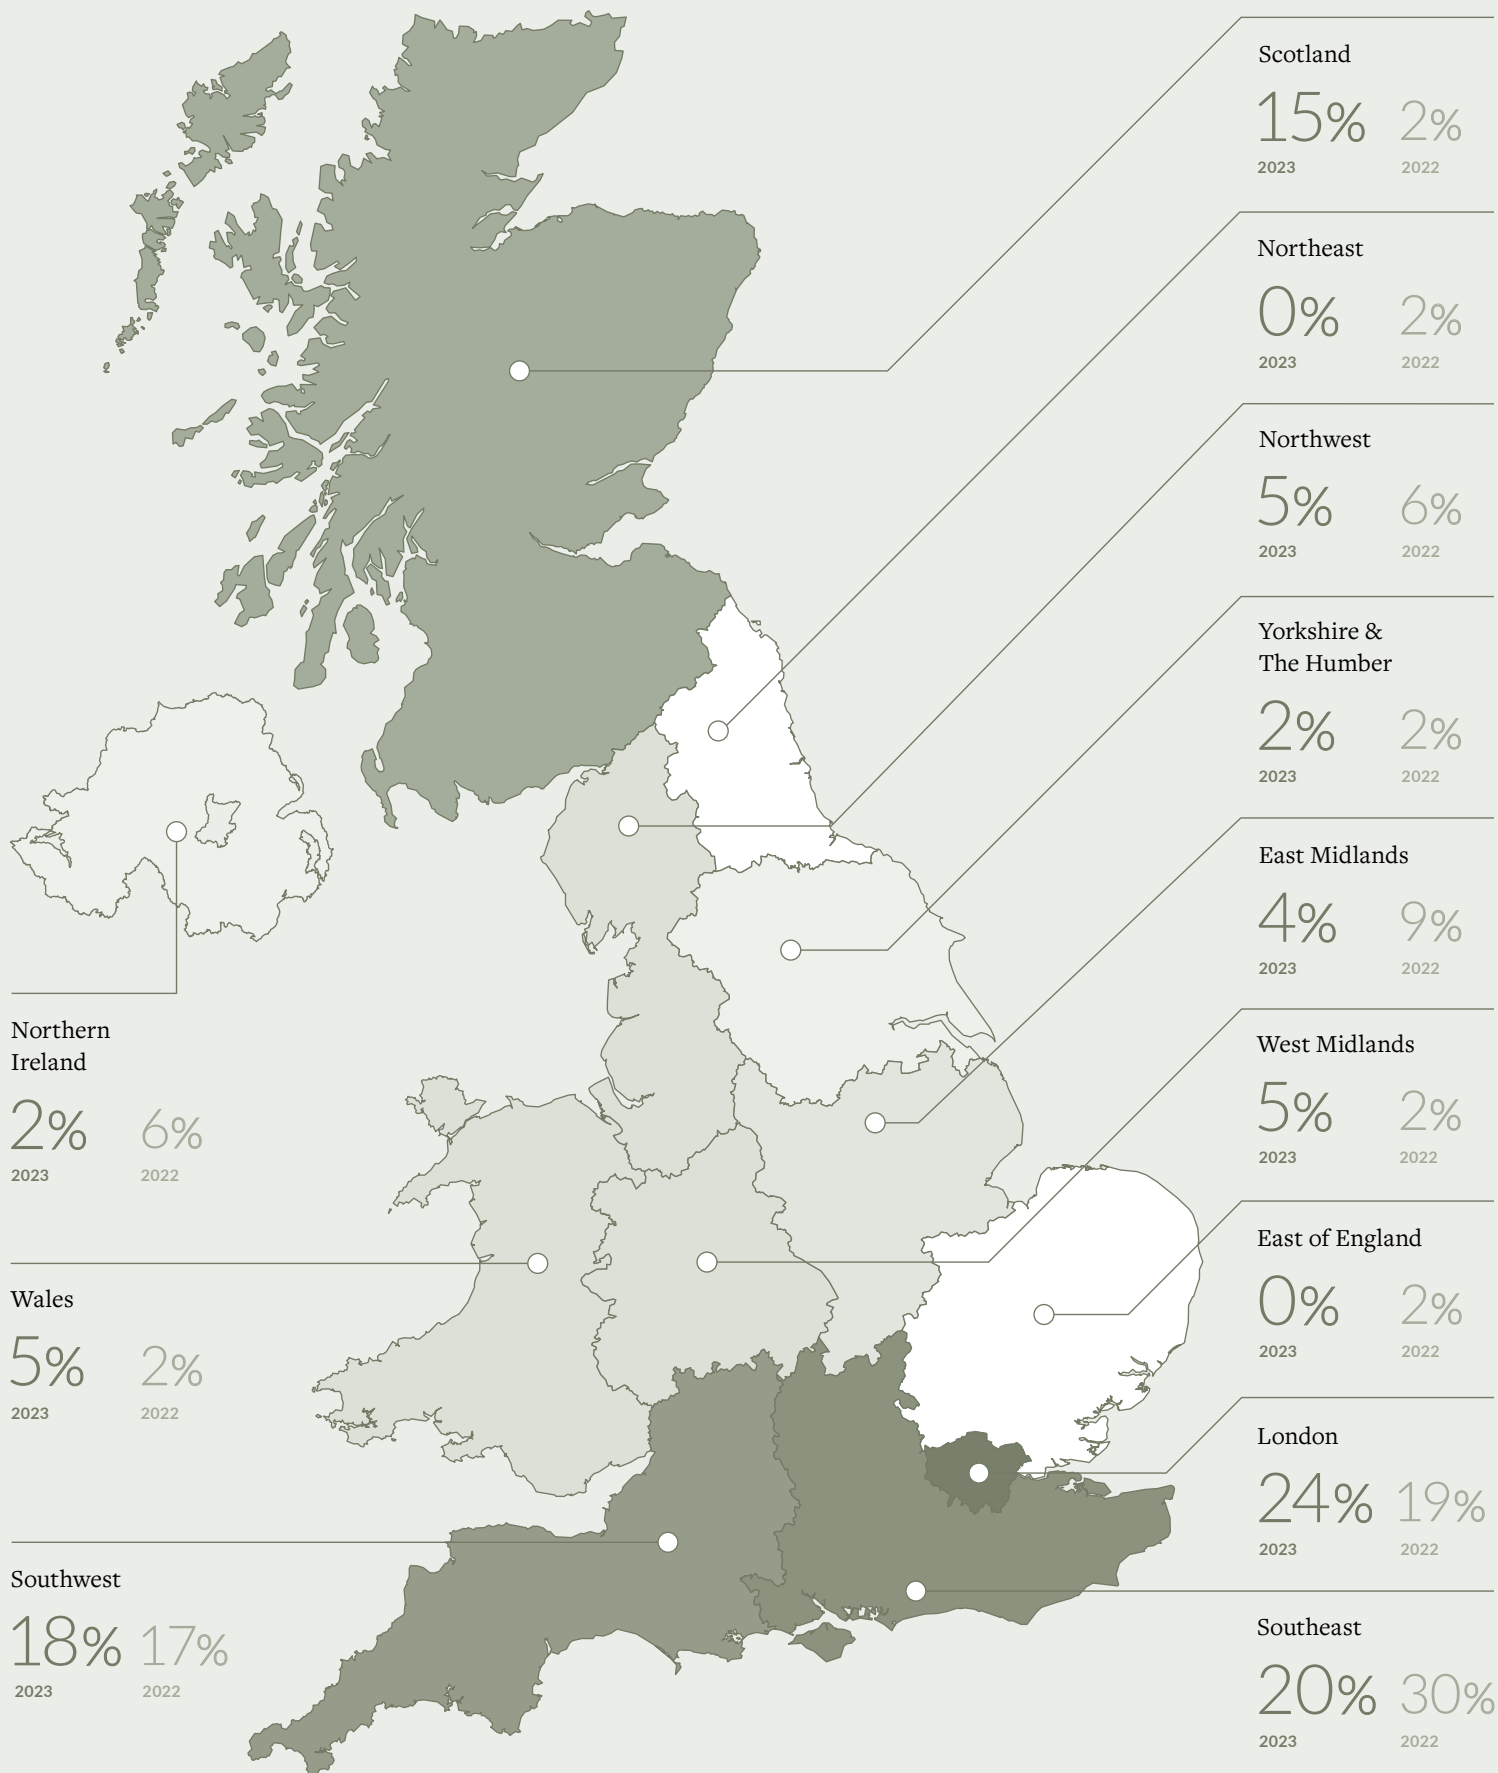 Scotland
15% 2%
2023 2022
Northeast
0% 2%
2023 2022
Northwest
5% 6%
2023 2022
Yorkshire &
The Humber
2% 2%
2023 2022
East Midlands
4% 9%
2023 2022
West Midlands
5% 2%
2023 2022
East of England
0% 2%
2023 2022
London
24% 19%
2023 2022
Southeast
20% 30%
2023 2022
Northern
Ireland
2% 6%
2023 2022
Wales
5% 2%
2023 2022
Southwest
18% 17%
2023 2022